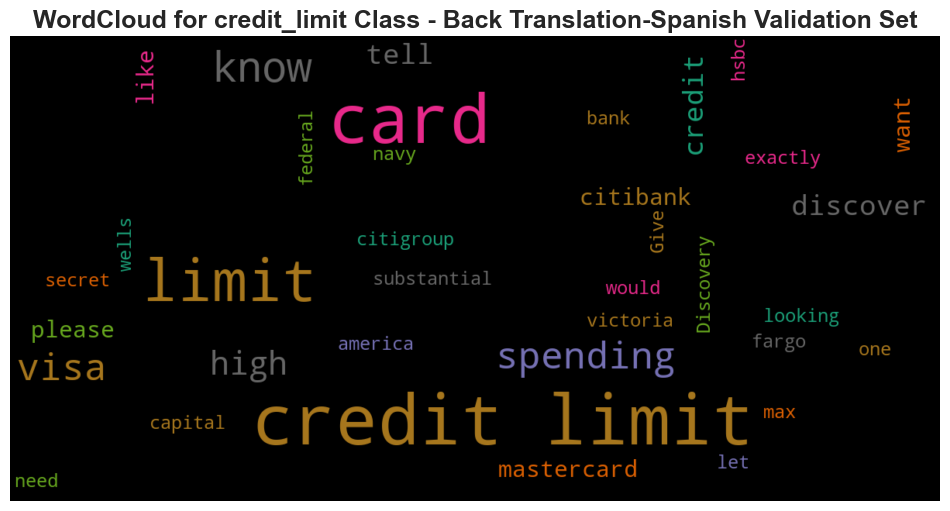 WordCloud for credit_limit Class - Back Translation-Spanish Validation Set
like
know
tell
credit
hsbc
card
want
bank
federal
navy
exactly
citibank
discover
Give
wells
citigroup
Discovery
secret
limit
substantial
would
please
victoria
looking
america
fargo
one
visa
high
spending
capital
credit limit
max
mastercard
let
need